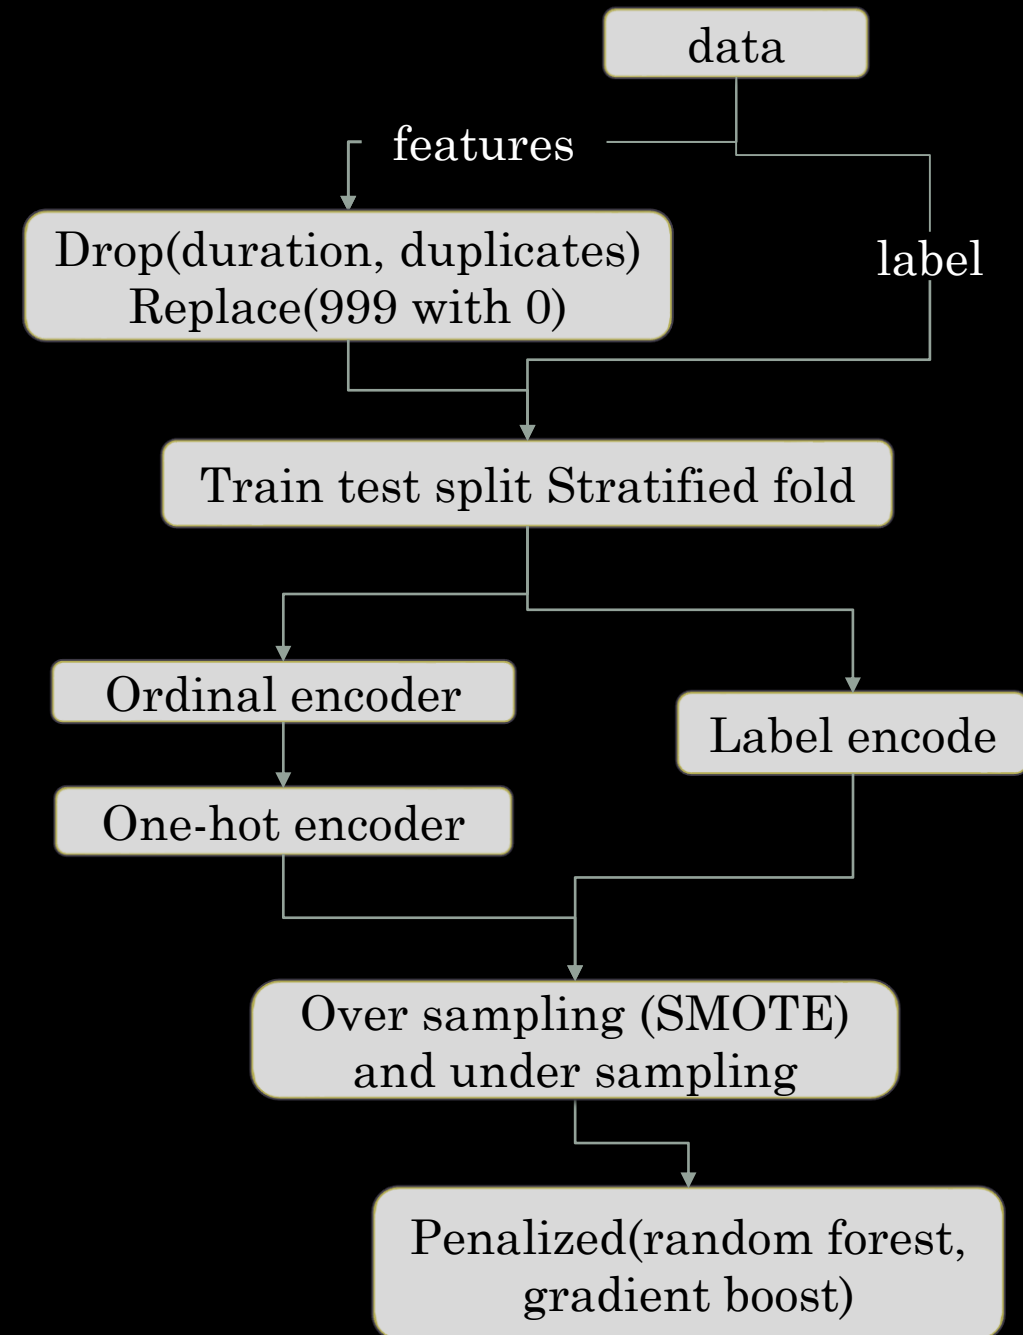 data
features
label
Drop(duration, duplicates)
Replace(999 with 0)
Train test split Stratified fold
Ordinal encoder
Label encode
One-hot encoder
Over sampling (SMOTE)
and under sampling
Penalized(random forest,
gradient boost)